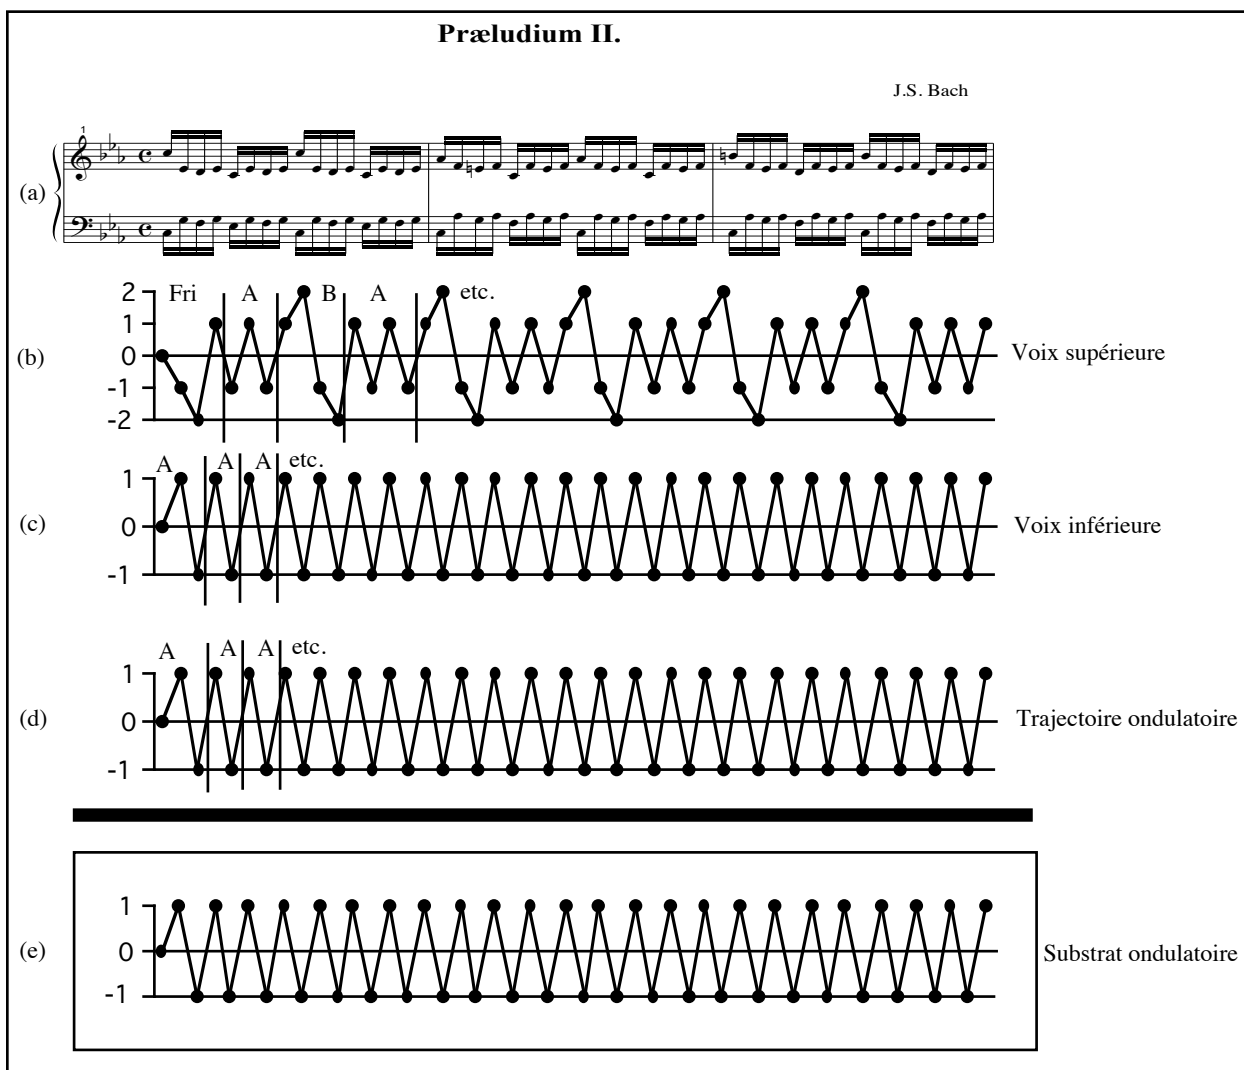 Præludium II.
J.S. Bach
1
(a)
2 Fri A B A etc.
1
(b) 0 Voix supérieure
-1
-2
A A A etc.
1
(c) 0 Voix inférieure
-1
A A A etc.
1
(d) 0 Trajectoire ondulatoire
-1
1
(e) 0 Substrat ondulatoire
-1